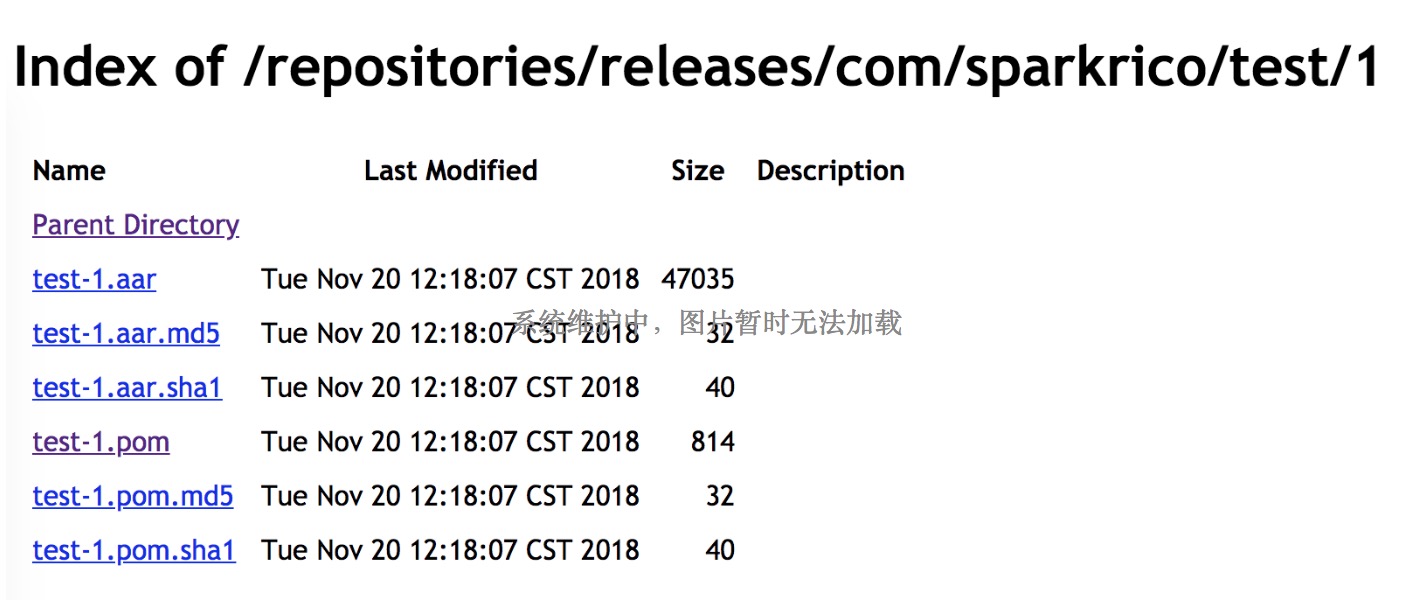 Index of /repositories/releases/com/sparkrico/test/1
Name Last Modified Size Description
Parent Directory
test-1.aar Tue Nov 20 12:18:07 CST 2018 47035
系统维护中，图片暂时无法加载
test-1.aar.md5 Tue Nov 20 12:18:07 CST 2018 32
test-1.aar.sha1 Tue Nov 20 12:18:07 CST 2018 40
test-1.pom Tue Nov 20 12:18:07 CST 2018 814
test-1.pom.md5 Tue Nov 20 12:18:07 CST 2018 32
test-1.pom.sha1 Tue Nov 20 12:18:07 CST 2018 40